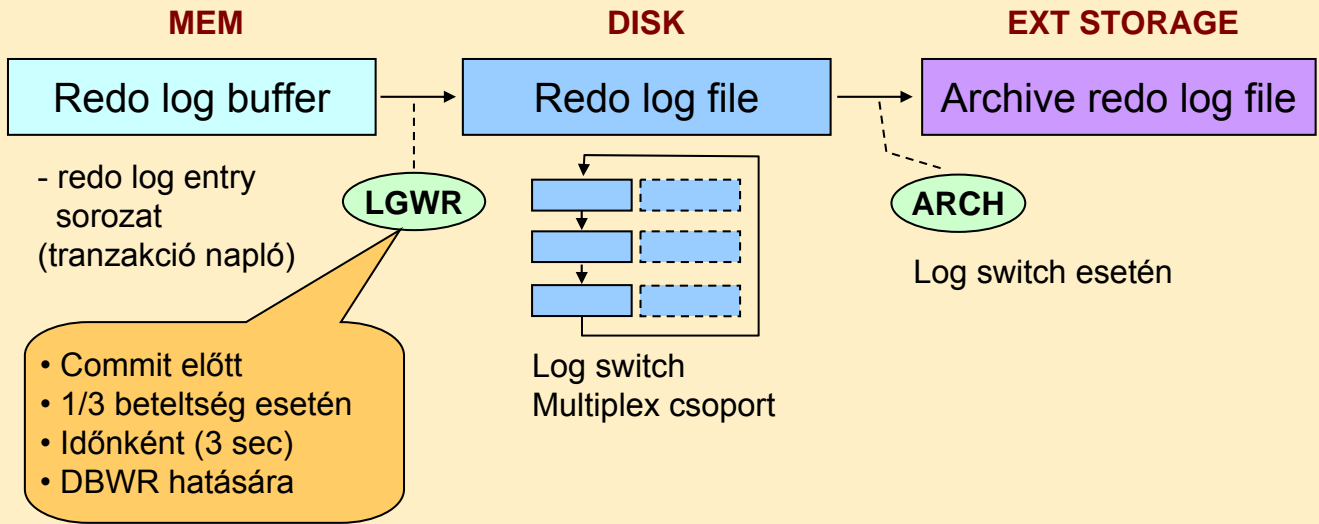 MEM
DISK
EXT STORAGE
Redo log buffer
Redo log file
Archive redo log file
- redo log entry
sorozat
(tranzakció napló)
LGWR
ARCH
Log switch esetén
• Commit előtt
• 1/3 beteltség esetén
• Időnként (3 sec)
• DBWR hatására
Log switch
Multiplex csoport